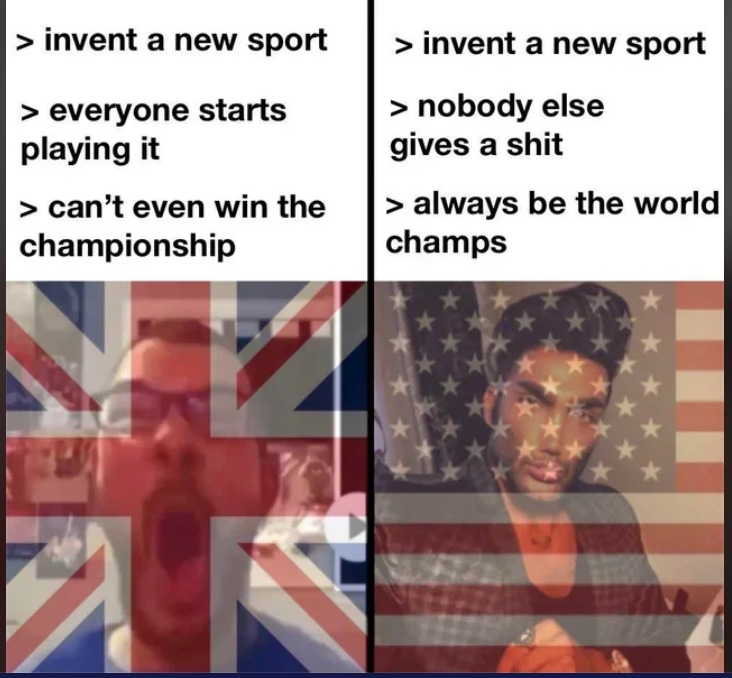 > invent a new sport
> everyone starts
playing it
> can't even win the
championship
> invent a new sport
> nobody else
gives a shit
> always be the world
champs